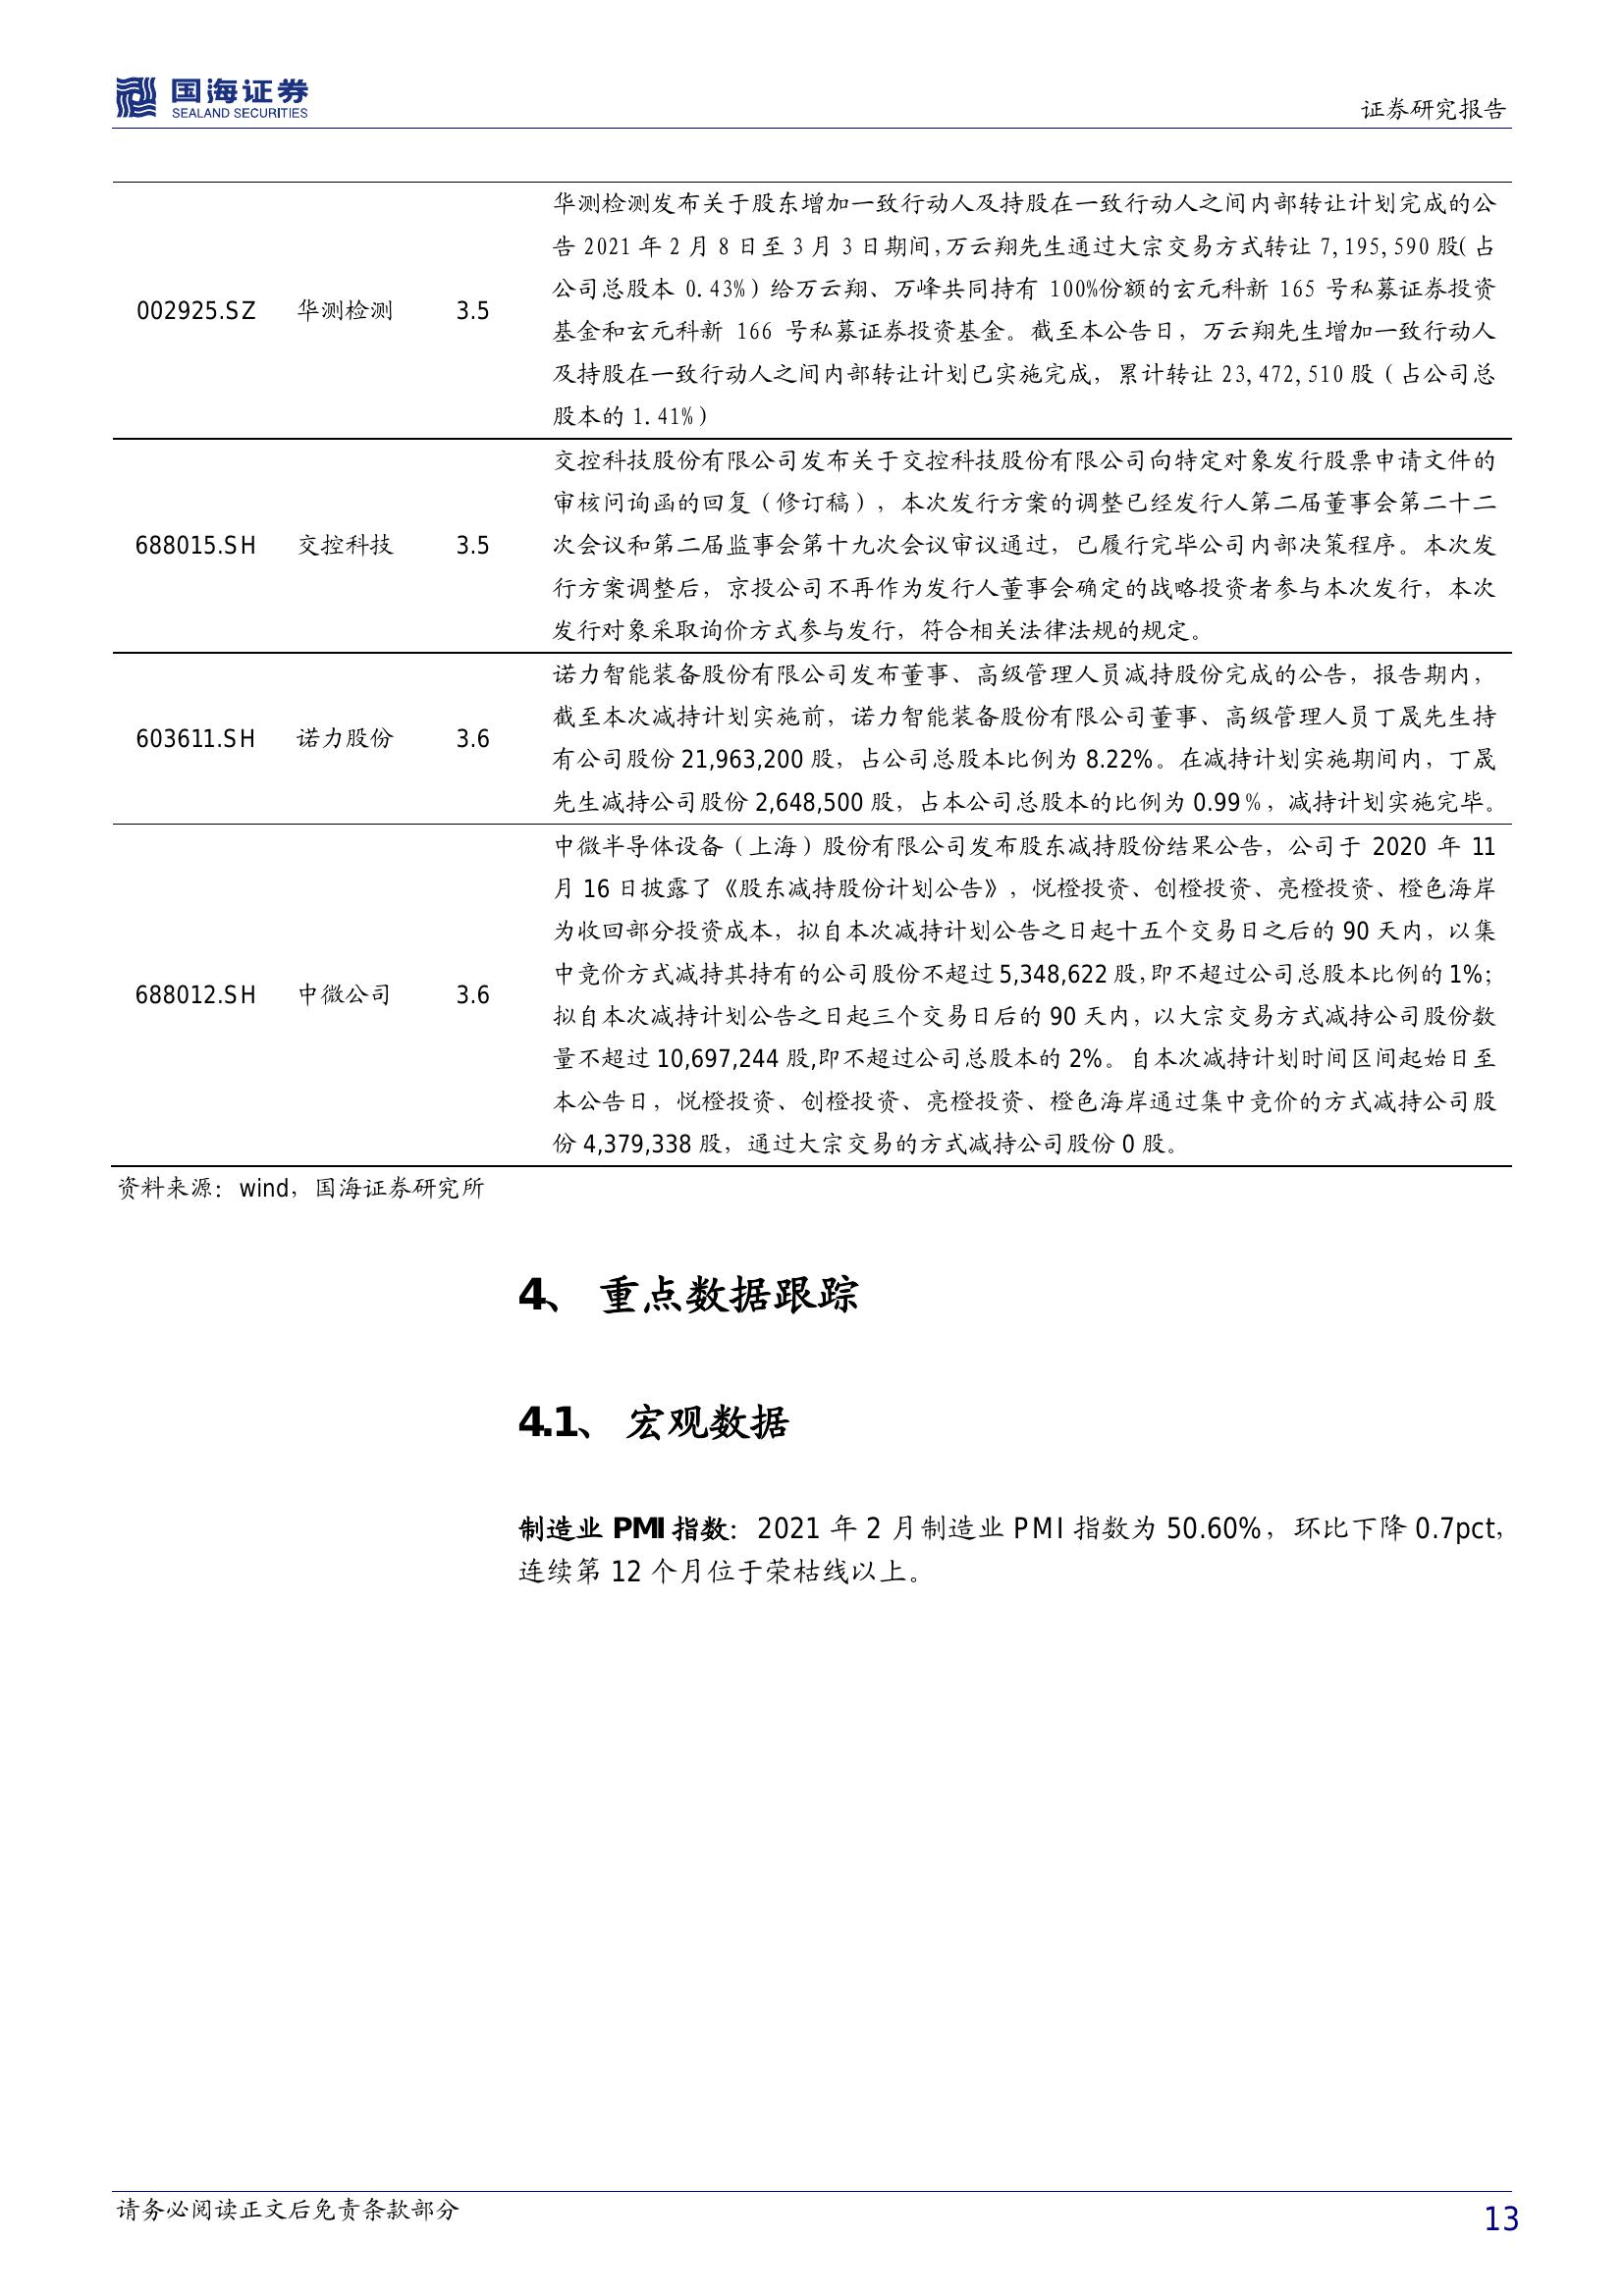 国海证券
SEALAND SECURITIES
证券研究报告
华测检测发布关于股东增加一致行动人及持股在一致行动人之间内部转让计划完成的公
告 2021 年 2 月 8 日至 3 月 3 日期间,万云翔先生通过大宗交易方式转让 7,195,590 股(占
公司总股本 0.43%)给万云翔、万峰共同持有 100%份额的玄元科新 165 号私募证券投资
002925.SZ 华测检测 3.5
基金和玄元科新 166 号私募证券投资基金。截至本公告日，万云翔先生增加一致行动人
及持股在一致行动人之间内部转让计划已实施完成，累计转让 23,472,510 股（占公司总
股本的 1.41%）
交控科技股份有限公司发布关于交控科技股份有限公司向特定对象发行股票申请文件的
审核问询函的回复（修订稿），本次发行方案的调整已经发行人第二届董事会第二十二
688015.SH 交控科技 3.5 次会议和第二届监事会第十九次会议审议通过，已履行完毕公司内部决策程序。本次发
行方案调整后，京投公司不再作为发行人董事会确定的战略投资者参与本次发行，本次
发行对象采取询价方式参与发行，符合相关法律法规的规定。
诺力智能装备股份有限公司发布董事、高级管理人员减持股份完成的公告，报告期内，
截至本次减持计划实施前，诺力智能装备股份有限公司董事、高级管理人员丁晟先生持
603611.SH 诺力股份 3.6
有公司股份 21,963,200 股，占公司总股本比例为 8.22%。在减持计划实施期间内，丁晟
先生减持公司股份 2,648,500 股，占本公司总股本的比例为 0.99％，减持计划实施完毕。
中微半导体设备（上海）股份有限公司发布股东减持股份结果公告，公司于 2020 年 11
月 16 日披露了《股东减持股份计划公告》，悦橙投资、创橙投资、亮橙投资、橙色海岸
为收回部分投资成本，拟自本次减持计划公告之日起十五个交易日之后的 90 天内，以集
中竞价方式减持其持有的公司股份不超过 5,348,622 股,即不超过公司总股本比例的 1%；
688012.SH 中微公司 3.6
拟自本次减持计划公告之日起三个交易日后的 90 天内，以大宗交易方式减持公司股份数
量不超过 10,697,244 股,即不超过公司总股本的 2%。自本次减持计划时间区间起始日至
本公告日，悦橙投资、创橙投资、亮橙投资、橙色海岸通过集中竞价的方式减持公司股
份 4,379,338 股，通过大宗交易的方式减持公司股份 0 股。
资料来源：wind，国海证券研究所
4、 重点数据跟踪
4.1、 宏观数据
制造业 PMI 指数：2021 年 2 月制造业 PMI 指数为 50.60%，环比下降 0.7pct，
连续第 12 个月位于荣枯线以上。
请务必阅读正文后免责条款部分
13